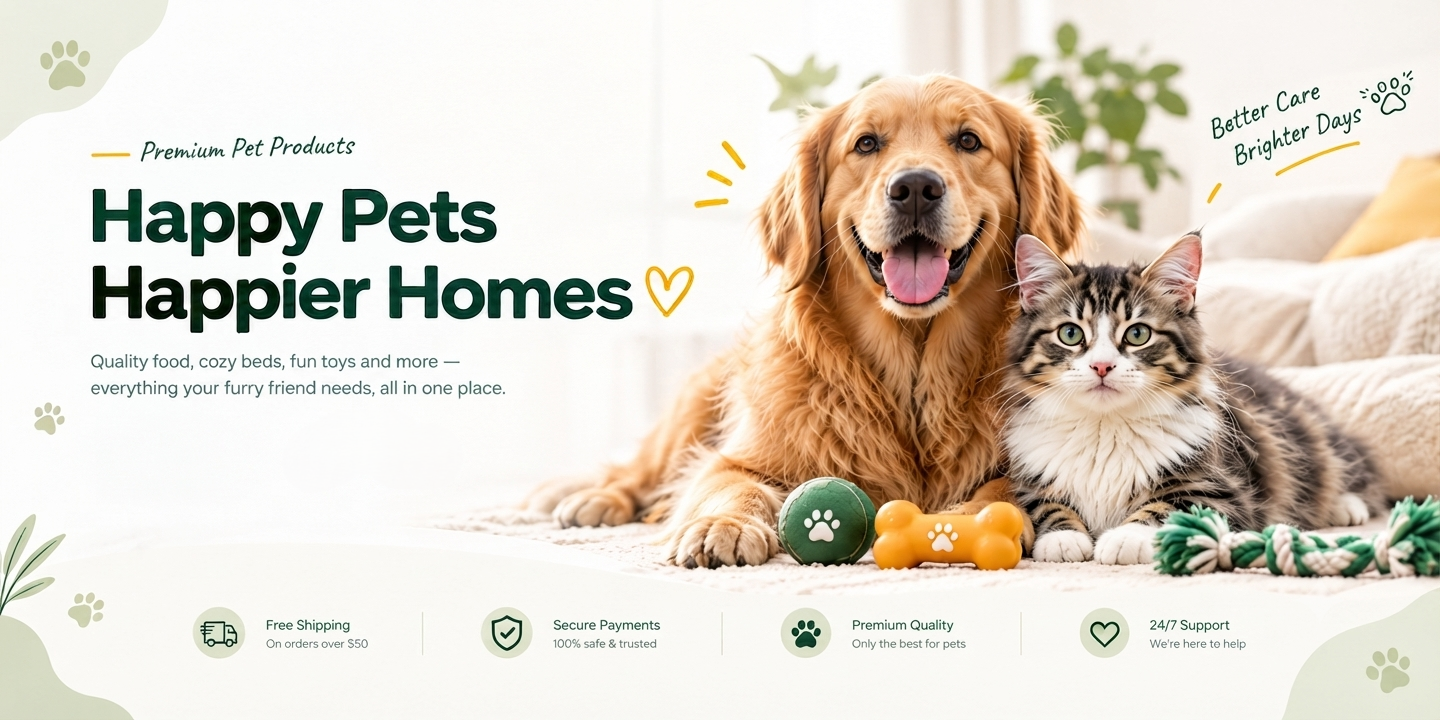 Premium Pet Products
Happy Pets
Happier Homes
Quality food, cozy beds, fun toys and more —
everything your furry friend needs, all in one place.
Better Care
Brighter Days
Free Shipping
On orders over $50
Secure Payments
100% safe & trusted
Premium Quality
Only the best for pets
24/7 Support
We're here to help